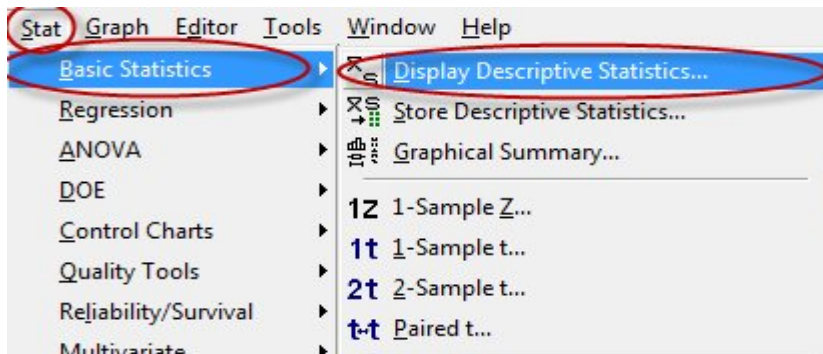 Stat Graph Editor Tools Window Help
Basic Statistics
Regression
ANOVA
DOE
Control Charts
Quality Tools
Reliability/Survival
Multivariate
Display Descriptive Statistics...
Store Descriptive Statistics...
Graphical Summary...
1Z 1-Sample Z...
1t 1-Sample t...
2t 2-Sample t...
t-t Paired t...